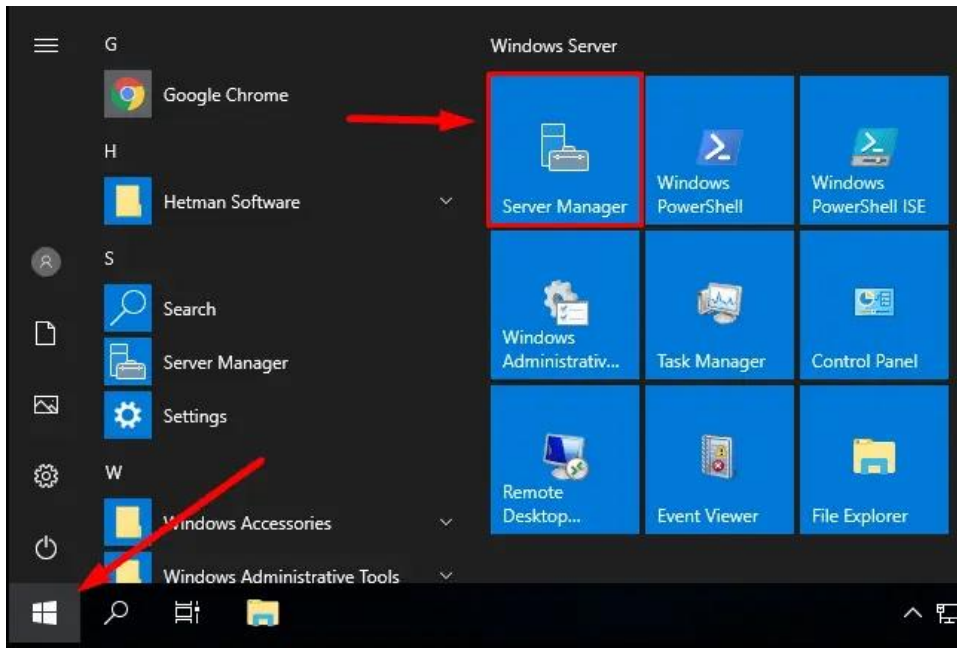 G
Windows Server
Google Chrome
H
Hetman Software
S
Search
Server Manager
Settings
W
Windows Accessories
Windows Administrative Tools
Server Manager
Windows
PowerShell
Windows
PowerShell ISE
Windows
Administrativ...
Task Manager
Control Panel
Remote
Desktop...
Event Viewer
File Explorer